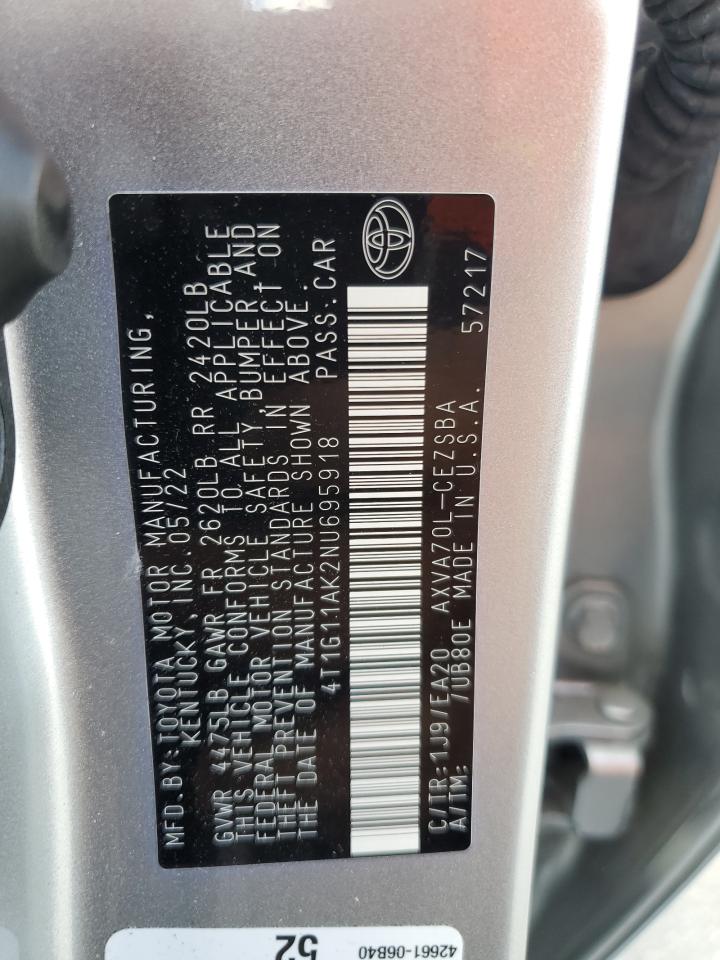 MFD.BY:TOYOTA MOTOR MANUFACTURING,
KENTUCKY, INC.05/22
GVWR 4475LB GAWR FR 2620LB RR 2420LB
THIS VEHICLE CONFORMS TO ALL APPLICABLE
FEDERAL MOTOR VEHICLE SAFETY, BUMPER, AND
THEFT PREVENTION STANDARDS IN EFFECT ON
THE DATE OF MANUFACTURE SHOWN ABOVE.
4T1G11AK2NU695918 PASS.CAR
C/TR:1J9/EA20 AXVA70L-CEZSBA
A/TM: /UB80E MADE IN U.S.A. 57217
52 42661-06B40